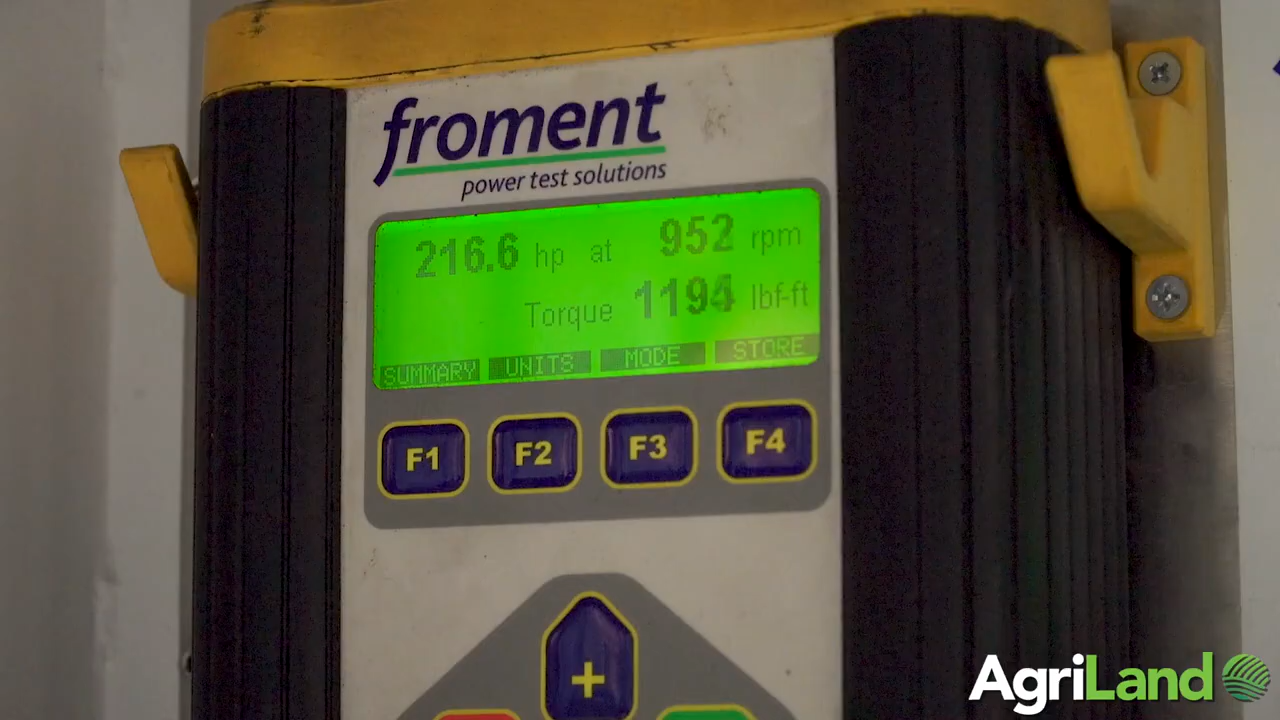 froment
power test solutions
216.6 hp at 952 rpm
Torque 1194 lbf-ft
SUMMARY UNITS MODE STORE
F1 F2 F3 F4
+
AgriLand